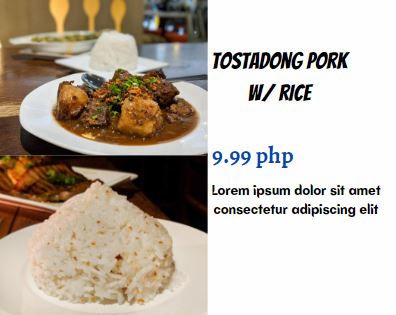 TOSTADONG PORK
W/ RICE
9.99 php
Lorem ipsum dolor sit amet
consectetur adipiscing elit